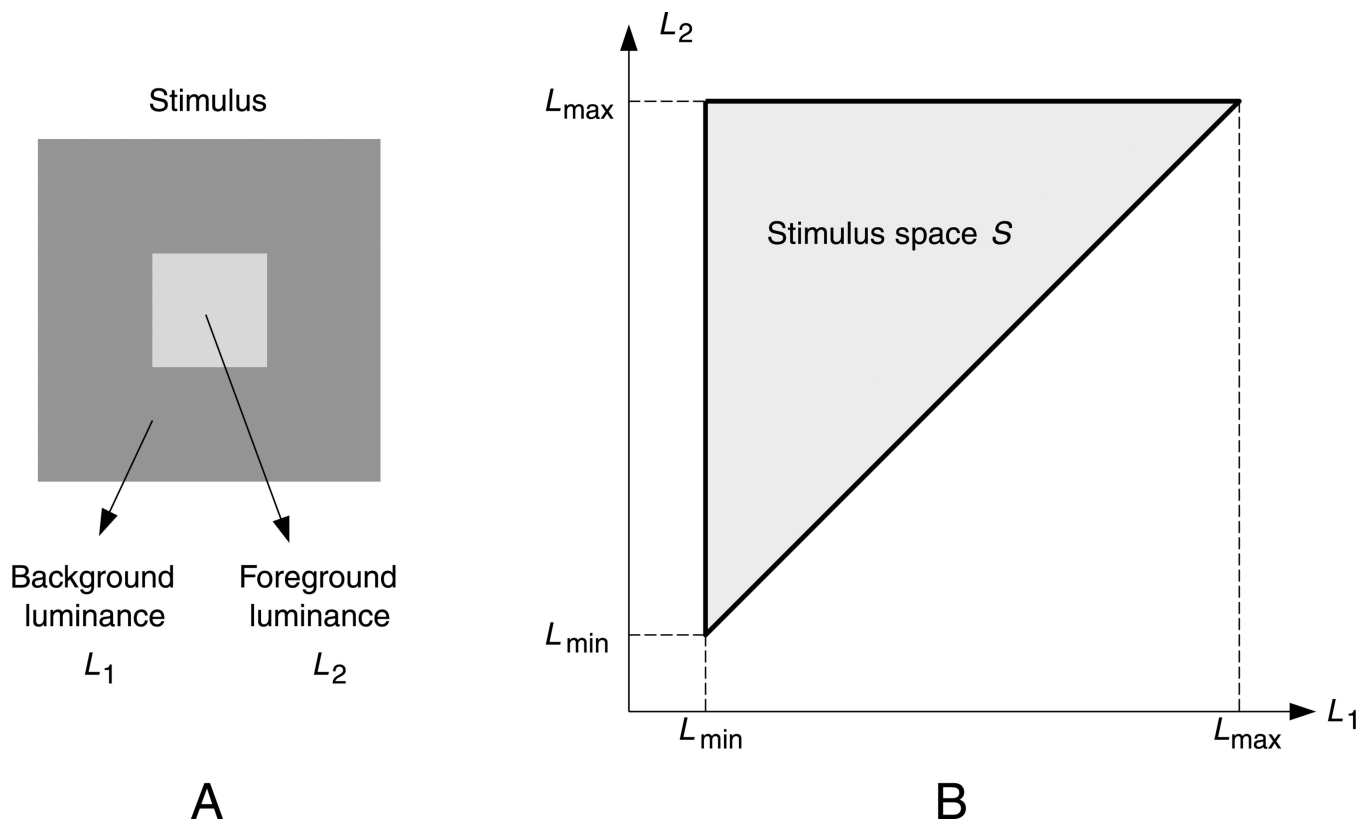 Stimulus
Background
luminance
L1
Foreground
luminance
L2
A
L2
Lmax
Stimulus space S
Lmin
Lmin
Lmax
L1
B